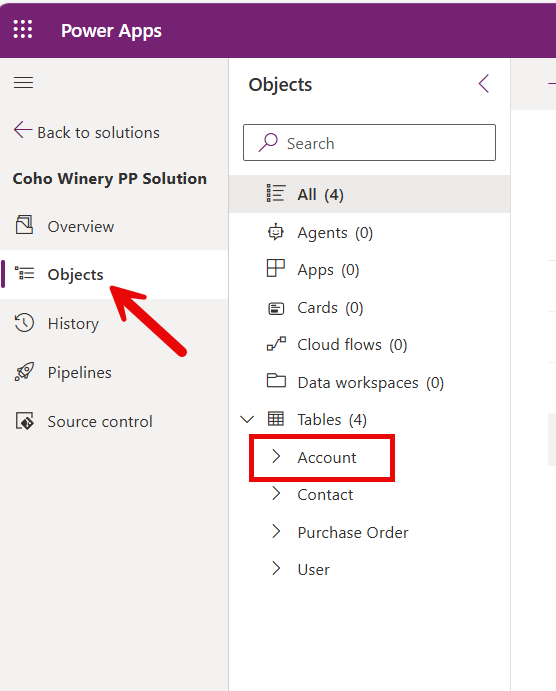 Power Apps
Back to solutions
Coho Winery PP Solution
Overview
Objects
History
Pipelines
Source control
Objects
Search
All (4)
Agents (0)
Apps (0)
Cards (0)
Cloud flows (0)
Data workspaces (0)
Tables (4)
Account
Contact
Purchase Order
User